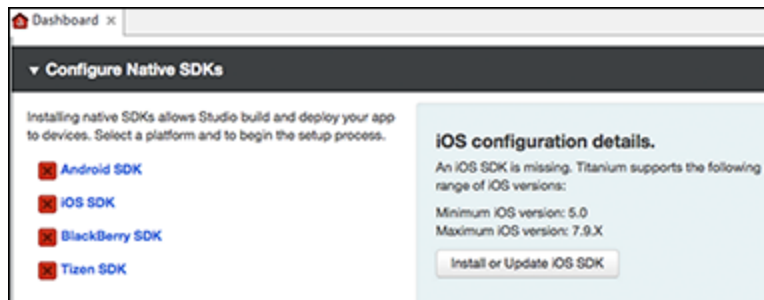 Dashboard
Configure Native SDKs
Installing native SDKs allows Studio build and deploy your app
to devices. Select a platform and to begin the setup process.
Android SDK
iOS SDK
BlackBerry SDK
Tizen SDK
iOS configuration details.
An iOS SDK is missing. Titanium supports the following
range of iOS versions:
Minimum iOS version: 5.0
Maximum iOS version: 7.9.X
Install or Update iOS SDK